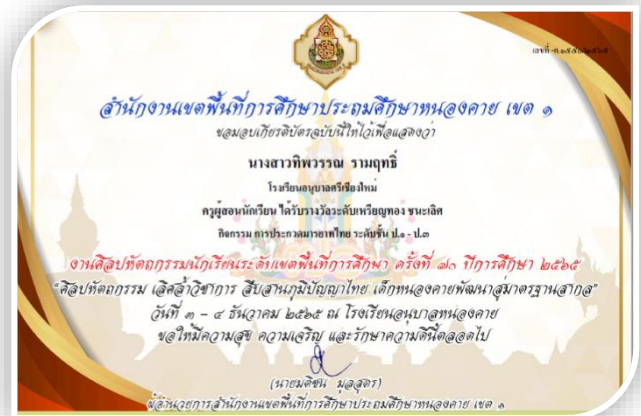 สำนักงานเขตพื้นที่การศึกษาประถมศึกษาหนองคาย เขต ๑
ขอมอบเกียรติบัตรฉบับนี้ให้ไว้เพื่อแสดงว่า
นางสาวทิพวรรณ รามฤทธิ์
โรงเรียนอนุบาลศรีเชียงใหม่
ครูผู้สอนนักเรียน ได้รับรางวัลระดับเหรียญทอง ชนะเลิศ
กิจกรรม การประกวดมารยาทไทย ระดับชั้น ป.๑ - ป.๓
งานศิลปหัตถกรรมนักเรียนระดับเขตพื้นที่การศึกษา ครั้งที่ ๗๐ ปีการศึกษา ๒๕๖๕
“ศิลปหัตถกรรม เลิศล้ำวิชาการ สืบสานภูมิปัญญาไทย เด็กหนองคายพัฒนาสู่มาตรฐานสากล”
วันที่ ๓ - ๔ ธันวาคม ๒๕๖๕ ณ โรงเรียนอนุบาลหนองคาย
ขอให้มีความสุข ความเจริญ และรักษาความดีนี้ตลอดไป
(นายมติชน มูลสูตร)
ผู้อำนวยการสำนักงานเขตพื้นที่การศึกษาประถมศึกษาหนองคาย เขต ๑